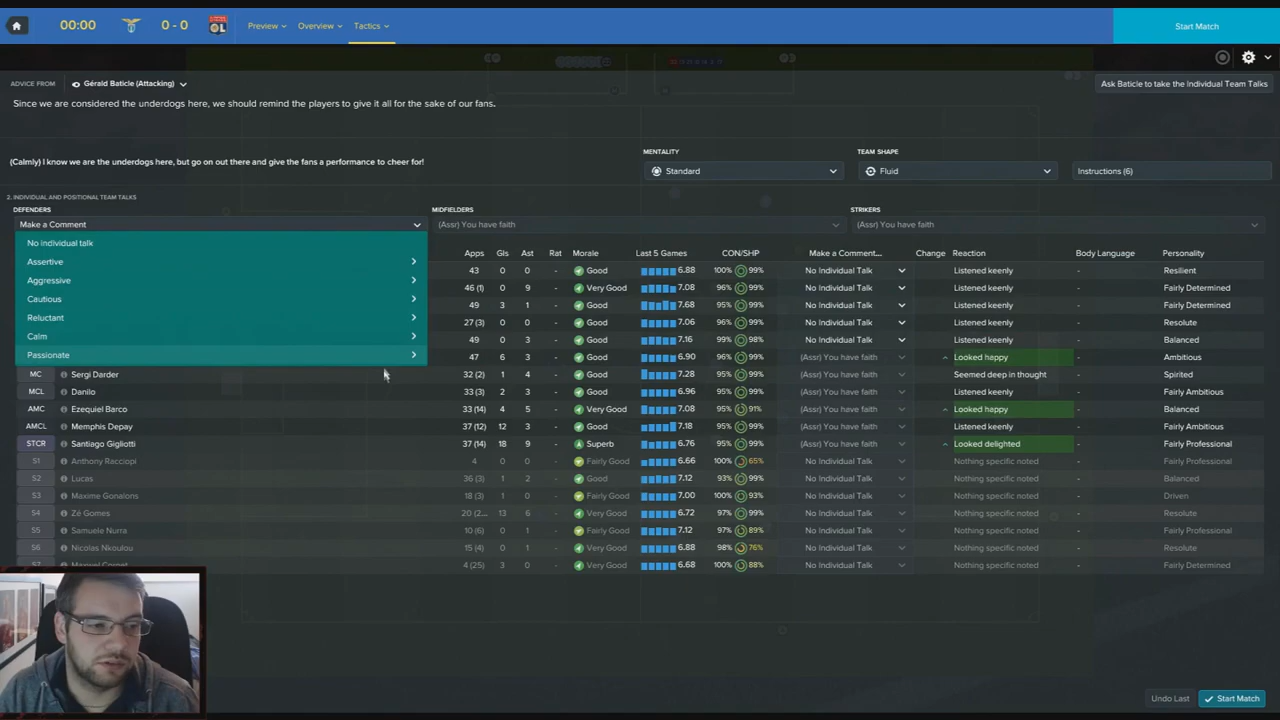 00:00 0 - 0 OL Preview Overview Tactics Start Match
ADVICE FROM Gérald Baticle (Attacking) Ask Baticle to take the Individual Team Talks
Since we are considered the underdogs here, we should remind the players to give it all for the sake of our fans.
(Calmly) I know we are the underdogs here, but go on out there and give the fans a performance to cheer for!
MENTALITY TEAM SHAPE
Standard Fluid Instructions (6)
2. INDIVIDUAL AND POSITIONAL TEAM TALKS
DEFENDERS MIDFIELDERS STRIKERS
Make a Comment (Assr) You have faith (Assr) You have faith
No individual talk
Assertive
Aggressive
Cautious
Reluctant
Calm
Passionate
Apps Gls Ast Rat Morale Last 5 Games CON/SHP Make a Comment... Change Reaction Body Language Personality
43 0 0 - Good 6.88 100% 99% No Individual Talk Listened keenly - Resilient
46 (1) 0 9 - Very Good 7.08 96% 99% No Individual Talk Listened keenly - Fairly Determined
49 3 1 - Good 7.68 96% 99% No Individual Talk Listened keenly - Fairly Determined
27 (3) 0 0 - Good 7.06 96% 99% No Individual Talk Listened keenly - Resolute
49 0 3 - Good 7.16 99% 98% No Individual Talk Listened keenly - Balanced
47 6 3 - Good 6.90 96% 99% (Assr) You have faith Looked happy - Ambitious
MC Sergi Darder 32 (2) 1 4 - Good 7.28 95% 99% (Assr) You have faith Seemed deep in thought - Spirited
MCL Danilo 33 (3) 2 3 - Good 6.96 95% 99% (Assr) You have faith Listened keenly - Fairly Ambitious
AMC Ezequiel Barco 33 (14) 4 5 - Very Good 7.08 95% 91% (Assr) You have faith Looked happy - Balanced
AMCL Memphis Depay 37 (12) 12 3 - Good 7.18 95% 99% (Assr) You have faith Listened keenly - Fairly Ambitious
STCR Santiago Gigliotti 37 (14) 18 9 - Superb 6.76 95% 99% (Assr) You have faith Looked delighted - Fairly Professional
S1 Anthony Racciopi 4 0 0 - Fairly Good 6.66 100% 65% No Individual Talk Nothing specific noted - Fairly Professional
S2 Lucas 36 (3) 1 2 - Good 7.12 93% 99% No Individual Talk Nothing specific noted - Balanced
S3 Maxime Gonalons 18 (3) 1 0 - Fairly Good 7.00 100% 93% No Individual Talk Nothing specific noted - Driven
S4 Zé Gomes 20 (2... 13 6 - Very Good 6.72 97% 99% No Individual Talk Nothing specific noted - Resolute
S5 Samuele Nurra 10 (6) 0 1 - Fairly Good 7.12 97% 89% No Individual Talk Nothing specific noted - Fairly Professional
S6 Nicolas Nkoulou 15 (4) 0 1 - Very Good 6.88 98% 76% No Individual Talk Nothing specific noted - Resolute
S7 Maxwel Cornet 4 (25) 3 0 - Very Good 6.68 100% 88% No Individual Talk Nothing specific noted - Fairly Determined
Undo Last Start Match